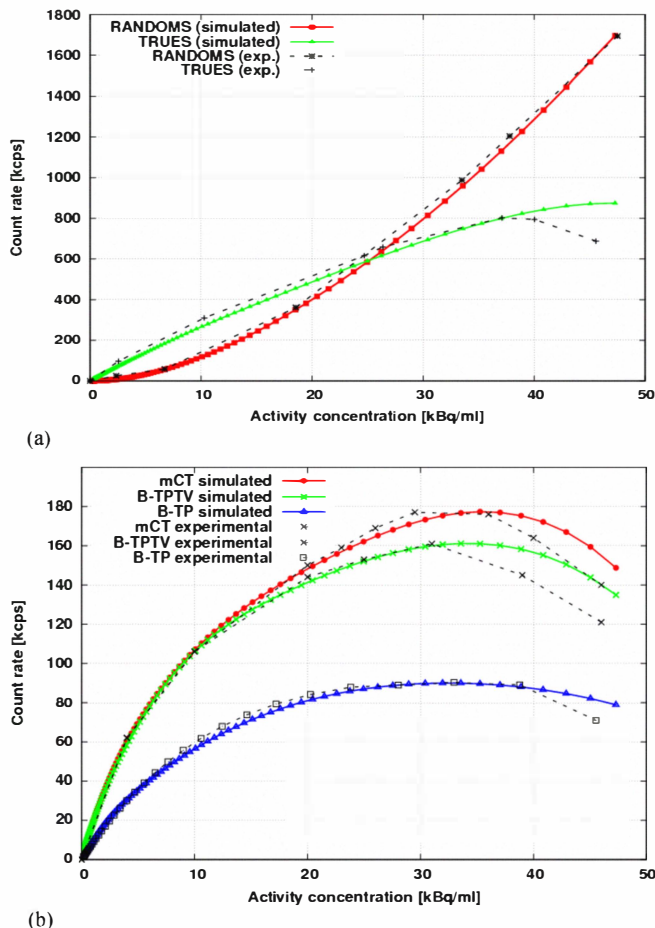 RANDOMS (simulated)
TRUES (simulated)
RANDOMS (exp.)
TRUES (exp.)
Count rate [kcps]
1800
1600
1400
1200
1000
800
600
400
200
0
0 10 20 30 40 50
Activity concentration [kBq/ml]
(a)
mCT simulated
B-TPTV simulated
B-TP simulated
mCT experimental
B-TPTV experimental
B-TP experimental
Count rate [kcps]
180
160
140
120
100
80
60
40
20
0
0 10 20 30 40 50
Activity concentration [kBq/ml]
(b)